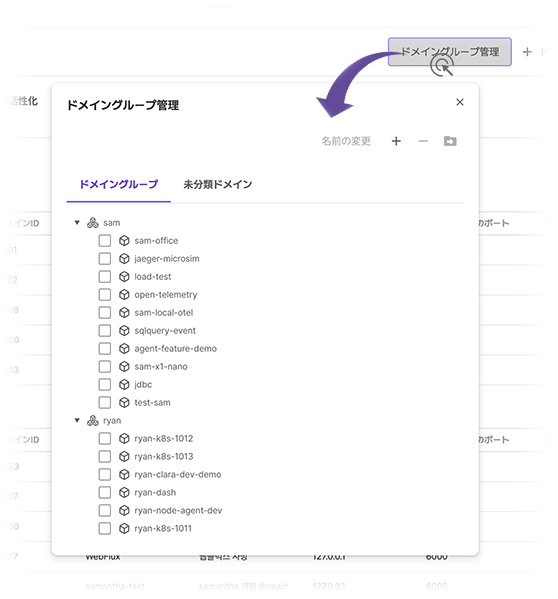 ドメイングループ管理
活性化
ドメイングループ管理
名前の変更
ドメイングループ 未分類ドメイン
インID
のポート
sam
sam-office
jaeger-microsim
load-test
open-telemetry
sam-local-otel
sqlquery-event
agent-feature-demo
sam-x1-nano
jdbc
test-sam
ryan
インID
のポート
ryan-k8s-1012
ryan-k8s-1013
ryan-clara-dev-demo
ryan-dash
ryan-node-agent-dev
ryan-k8s-1011
WebFlux 127.0.0.1 6000
samantha-test samantha 개발 domain 127.0.0.1 6000